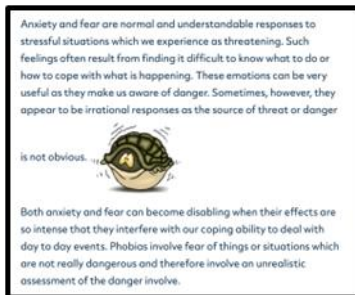 Anxiety and fear are normal and understandable responses to
stressful situations which we experience as threatening. Such
feelings often result from finding it difficult to know what to do or
how to cope with what is happening. These emotions can be very
useful as they make us aware of danger. Sometimes, however, they
appear to be irrational responses as the source of threat or danger
is not obvious.
Both anxiety and fear can become disabling when their effects are
so intense that they interfere with our coping ability to deal with
day to day events. Phobias involve fear of things or situations which
are not really dangerous and therefore involve an unrealistic
assessment of the danger involve.